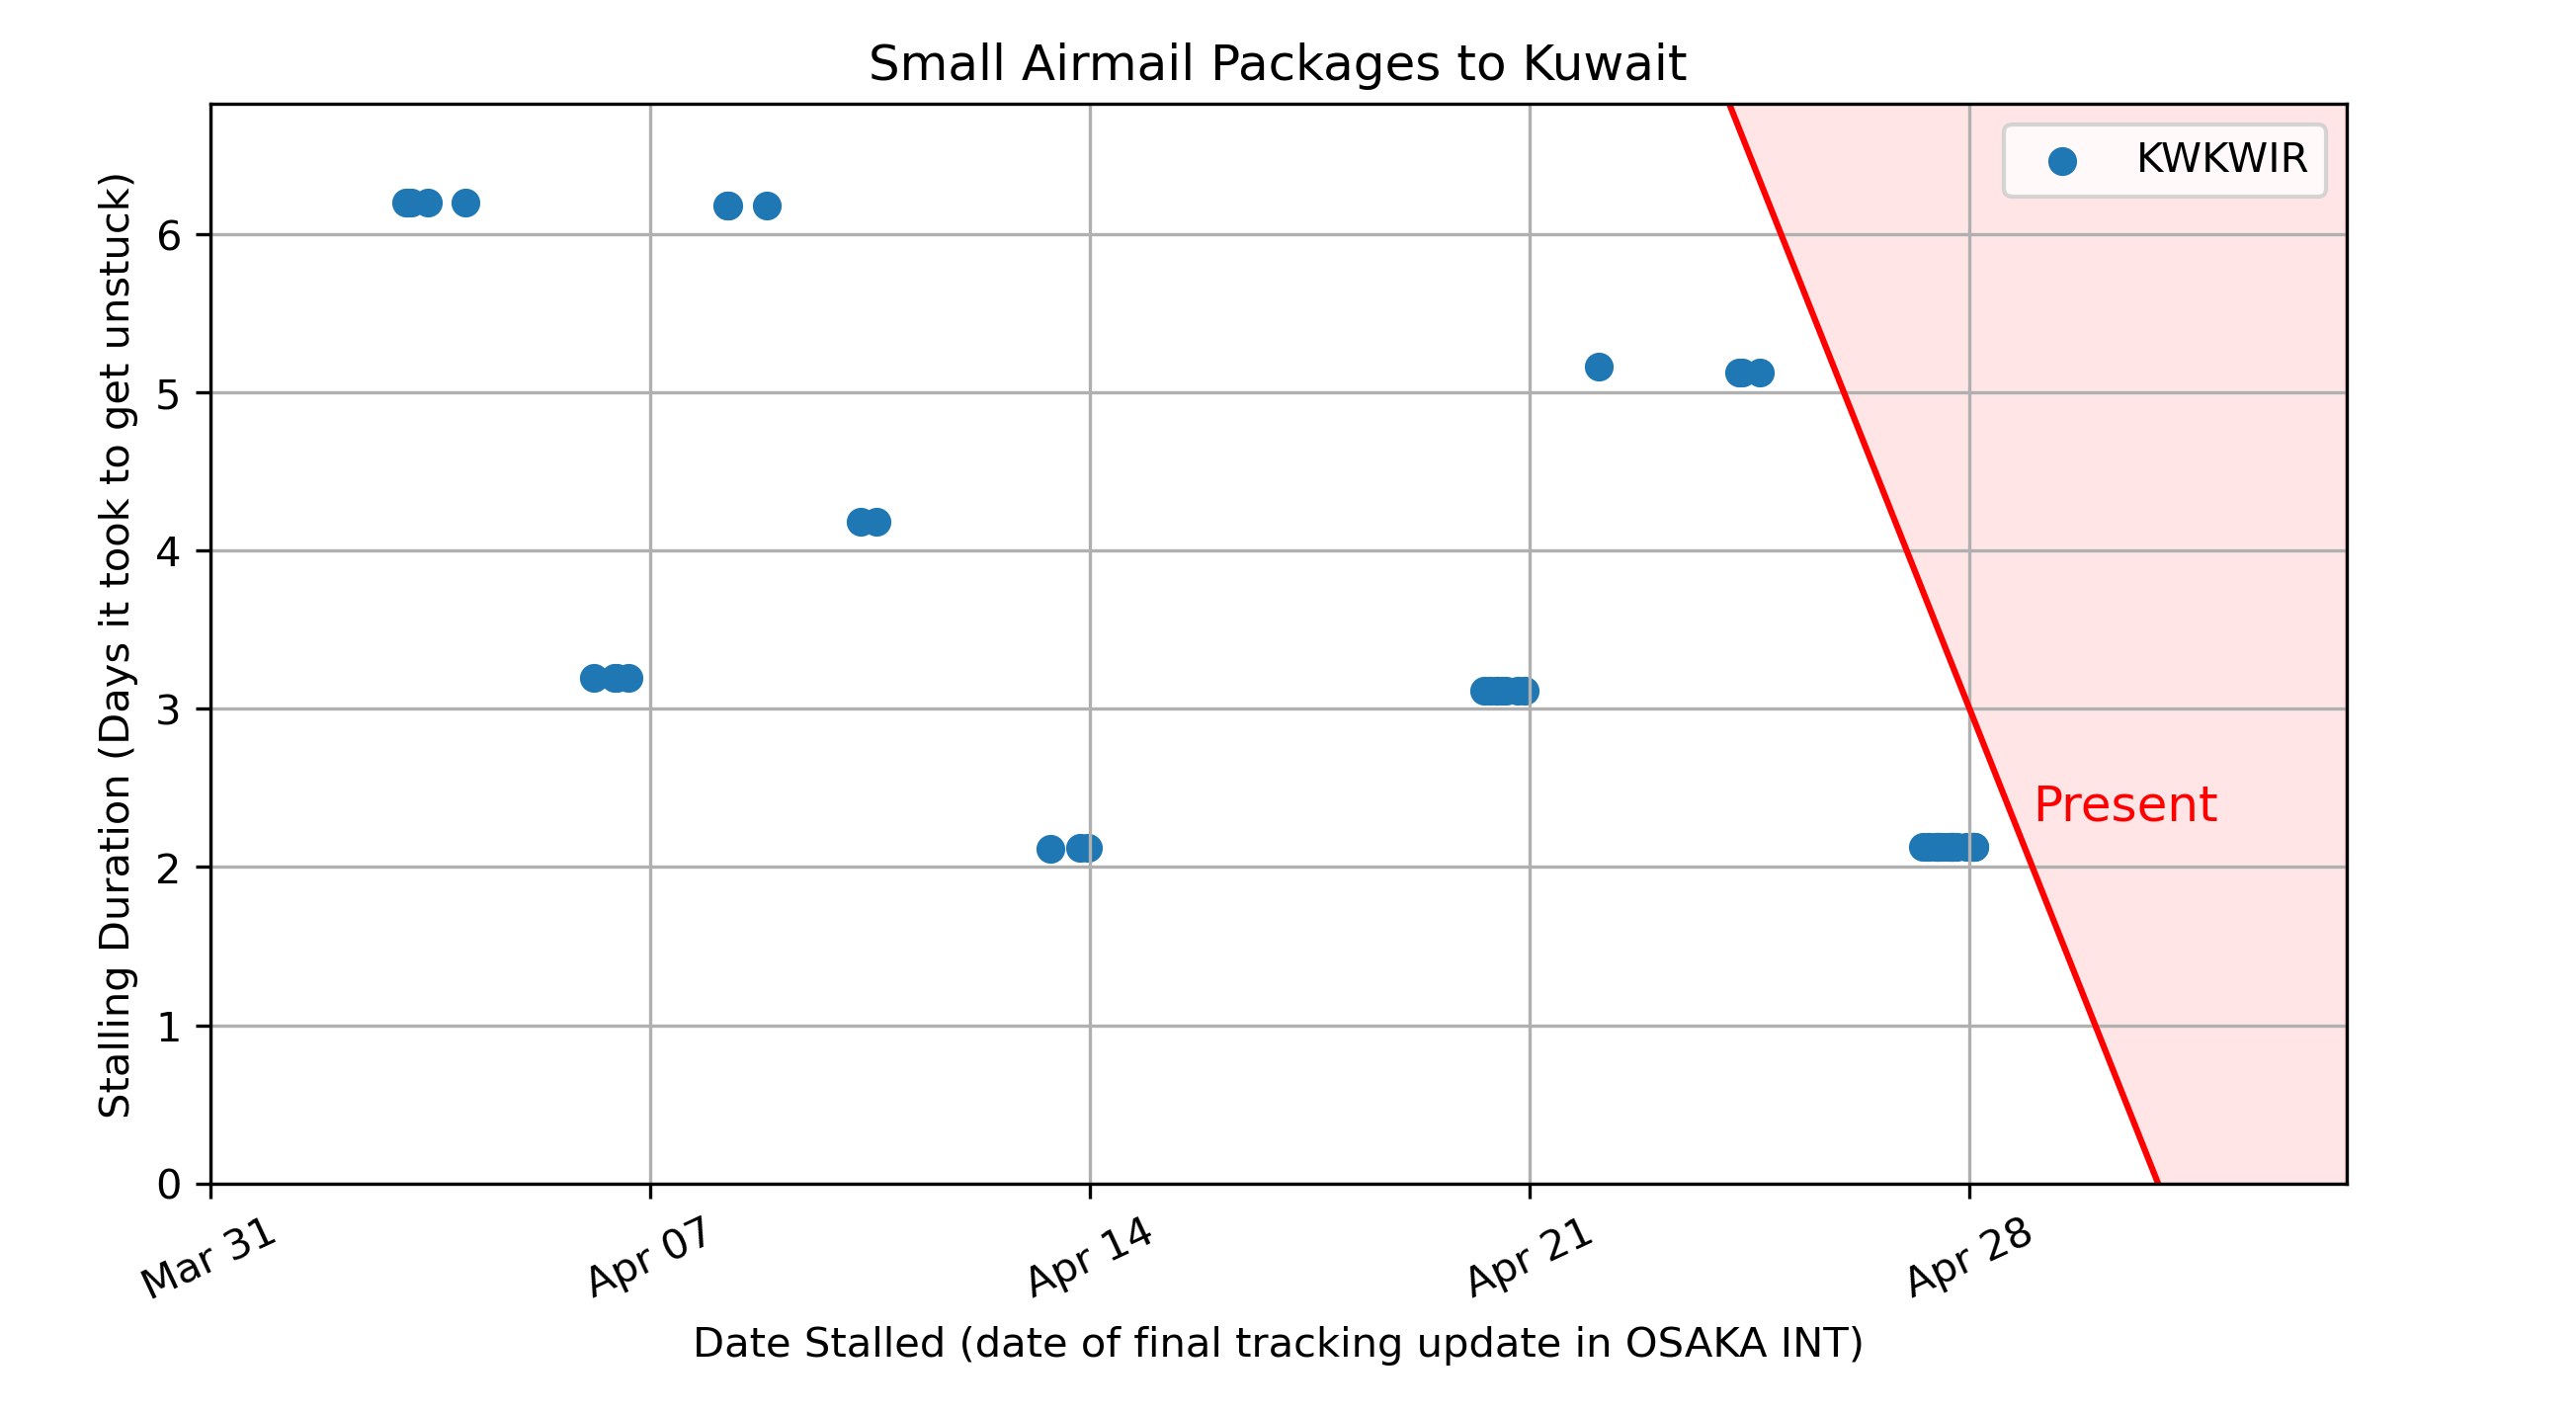 Small Airmail Packages to Kuwait
KWKWIR
Stalling Duration (Days it took to get unstuck)
6
5
4
3
2
1
0
Present
Mar 31
Apr 07
Apr 14
Apr 21
Apr 28
Date Stalled (date of final tracking update in OSAKA INT)